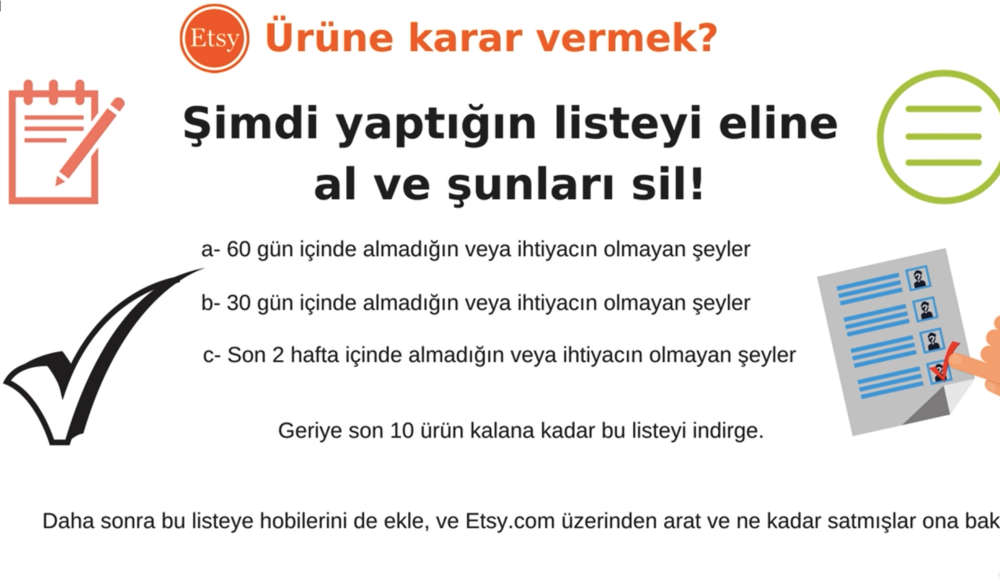 Etsy
Ürüne karar vermek?
Şimdi yaptığın listeyi eline
al ve şunları sil!
a- 60 gün içinde almadığın veya ihtiyacın olmayan şeyler
b- 30 gün içinde almadığın veya ihtiyacın olmayan şeyler
c- Son 2 hafta içinde almadığın veya ihtiyacın olmayan şeyler
Geriye son 10 ürün kalana kadar bu listeyi indirge.
Daha sonra bu listeye hobilerini de ekle, ve Etsy.com üzerinden arat ve ne kadar satmışlar ona bak